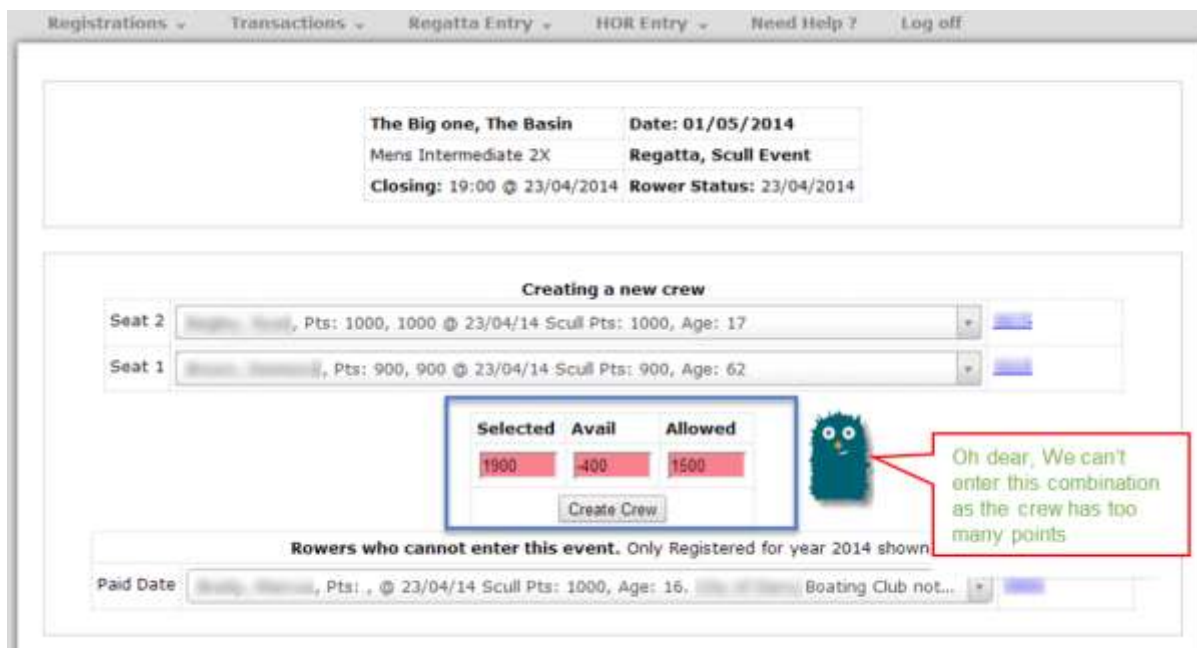 Registrations Transactions Regatta Entry HOR Entry Need Help ? Log off
The Big one, The Basin Date: 01/05/2014
Mens Intermediate 2X Regatta, Scull Event
Closing: 19:00 @ 23/04/2014 Rower Status: 23/04/2014
Creating a new crew
Seat 2 , Pts: 1000, 1000 @ 23/04/14 Scull Pts: 1000, Age: 17
Seat 1 , Pts: 900, 900 @ 23/04/14 Scull Pts: 900, Age: 62
Selected Avail Allowed
1900 -400 1500
Create Crew
Oh dear, We can't
enter this combination
as the crew has too
many points
Rowers who cannot enter this event. Only Registered for year 2014 shown
Paid Date , Pts: , @ 23/04/14 Scull Pts: 1000, Age: 16. Boating Club not...